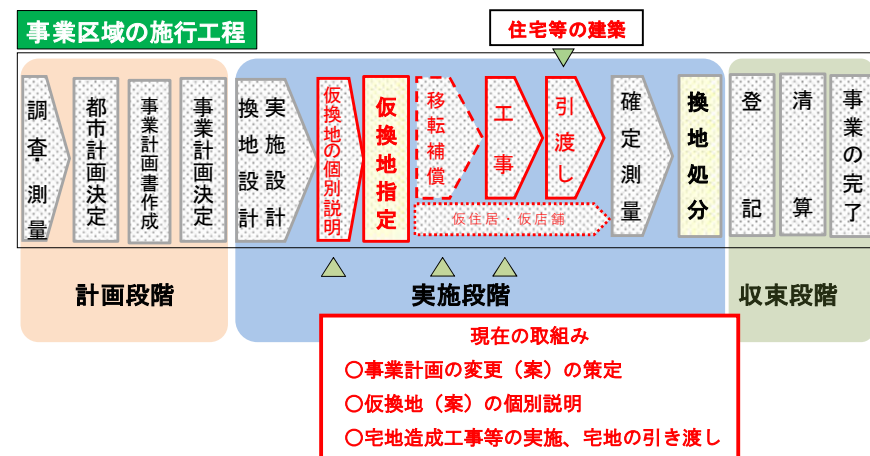 事業区域の施行工程
住宅等の建築
調査・測量
都市計画決定
事業計画書作成
事業計画決定
実施設計
換地設計
仮換地の個別説明
仮換地指定
移転補償
工事
引渡し
仮住居・仮店舗
確定測量
換地処分
登記
清算
事業の完了
計画段階
実施段階
収束段階
現在の取組み
〇事業計画の変更（案）の策定
〇仮換地（案）の個別説明
〇宅地造成工事等の実施、宅地の引き渡し